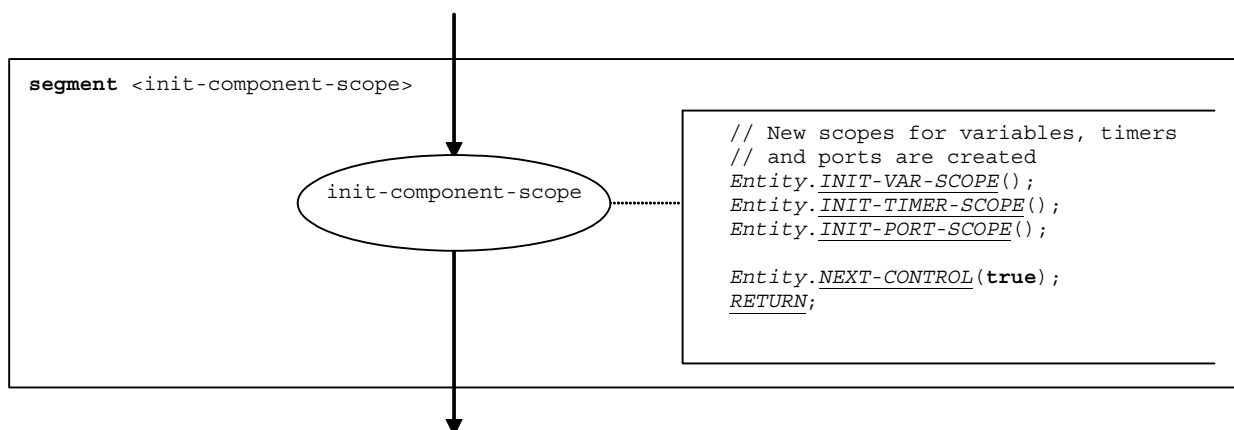 segment <init-component-scope>
init-component-scope
// New scopes for variables, timers
// and ports are created
Entity.INIT-VAR-SCOPE();
Entity.INIT-TIMER-SCOPE();
Entity.INIT-PORT-SCOPE();
Entity.NEXT-CONTROL(true);
RETURN;